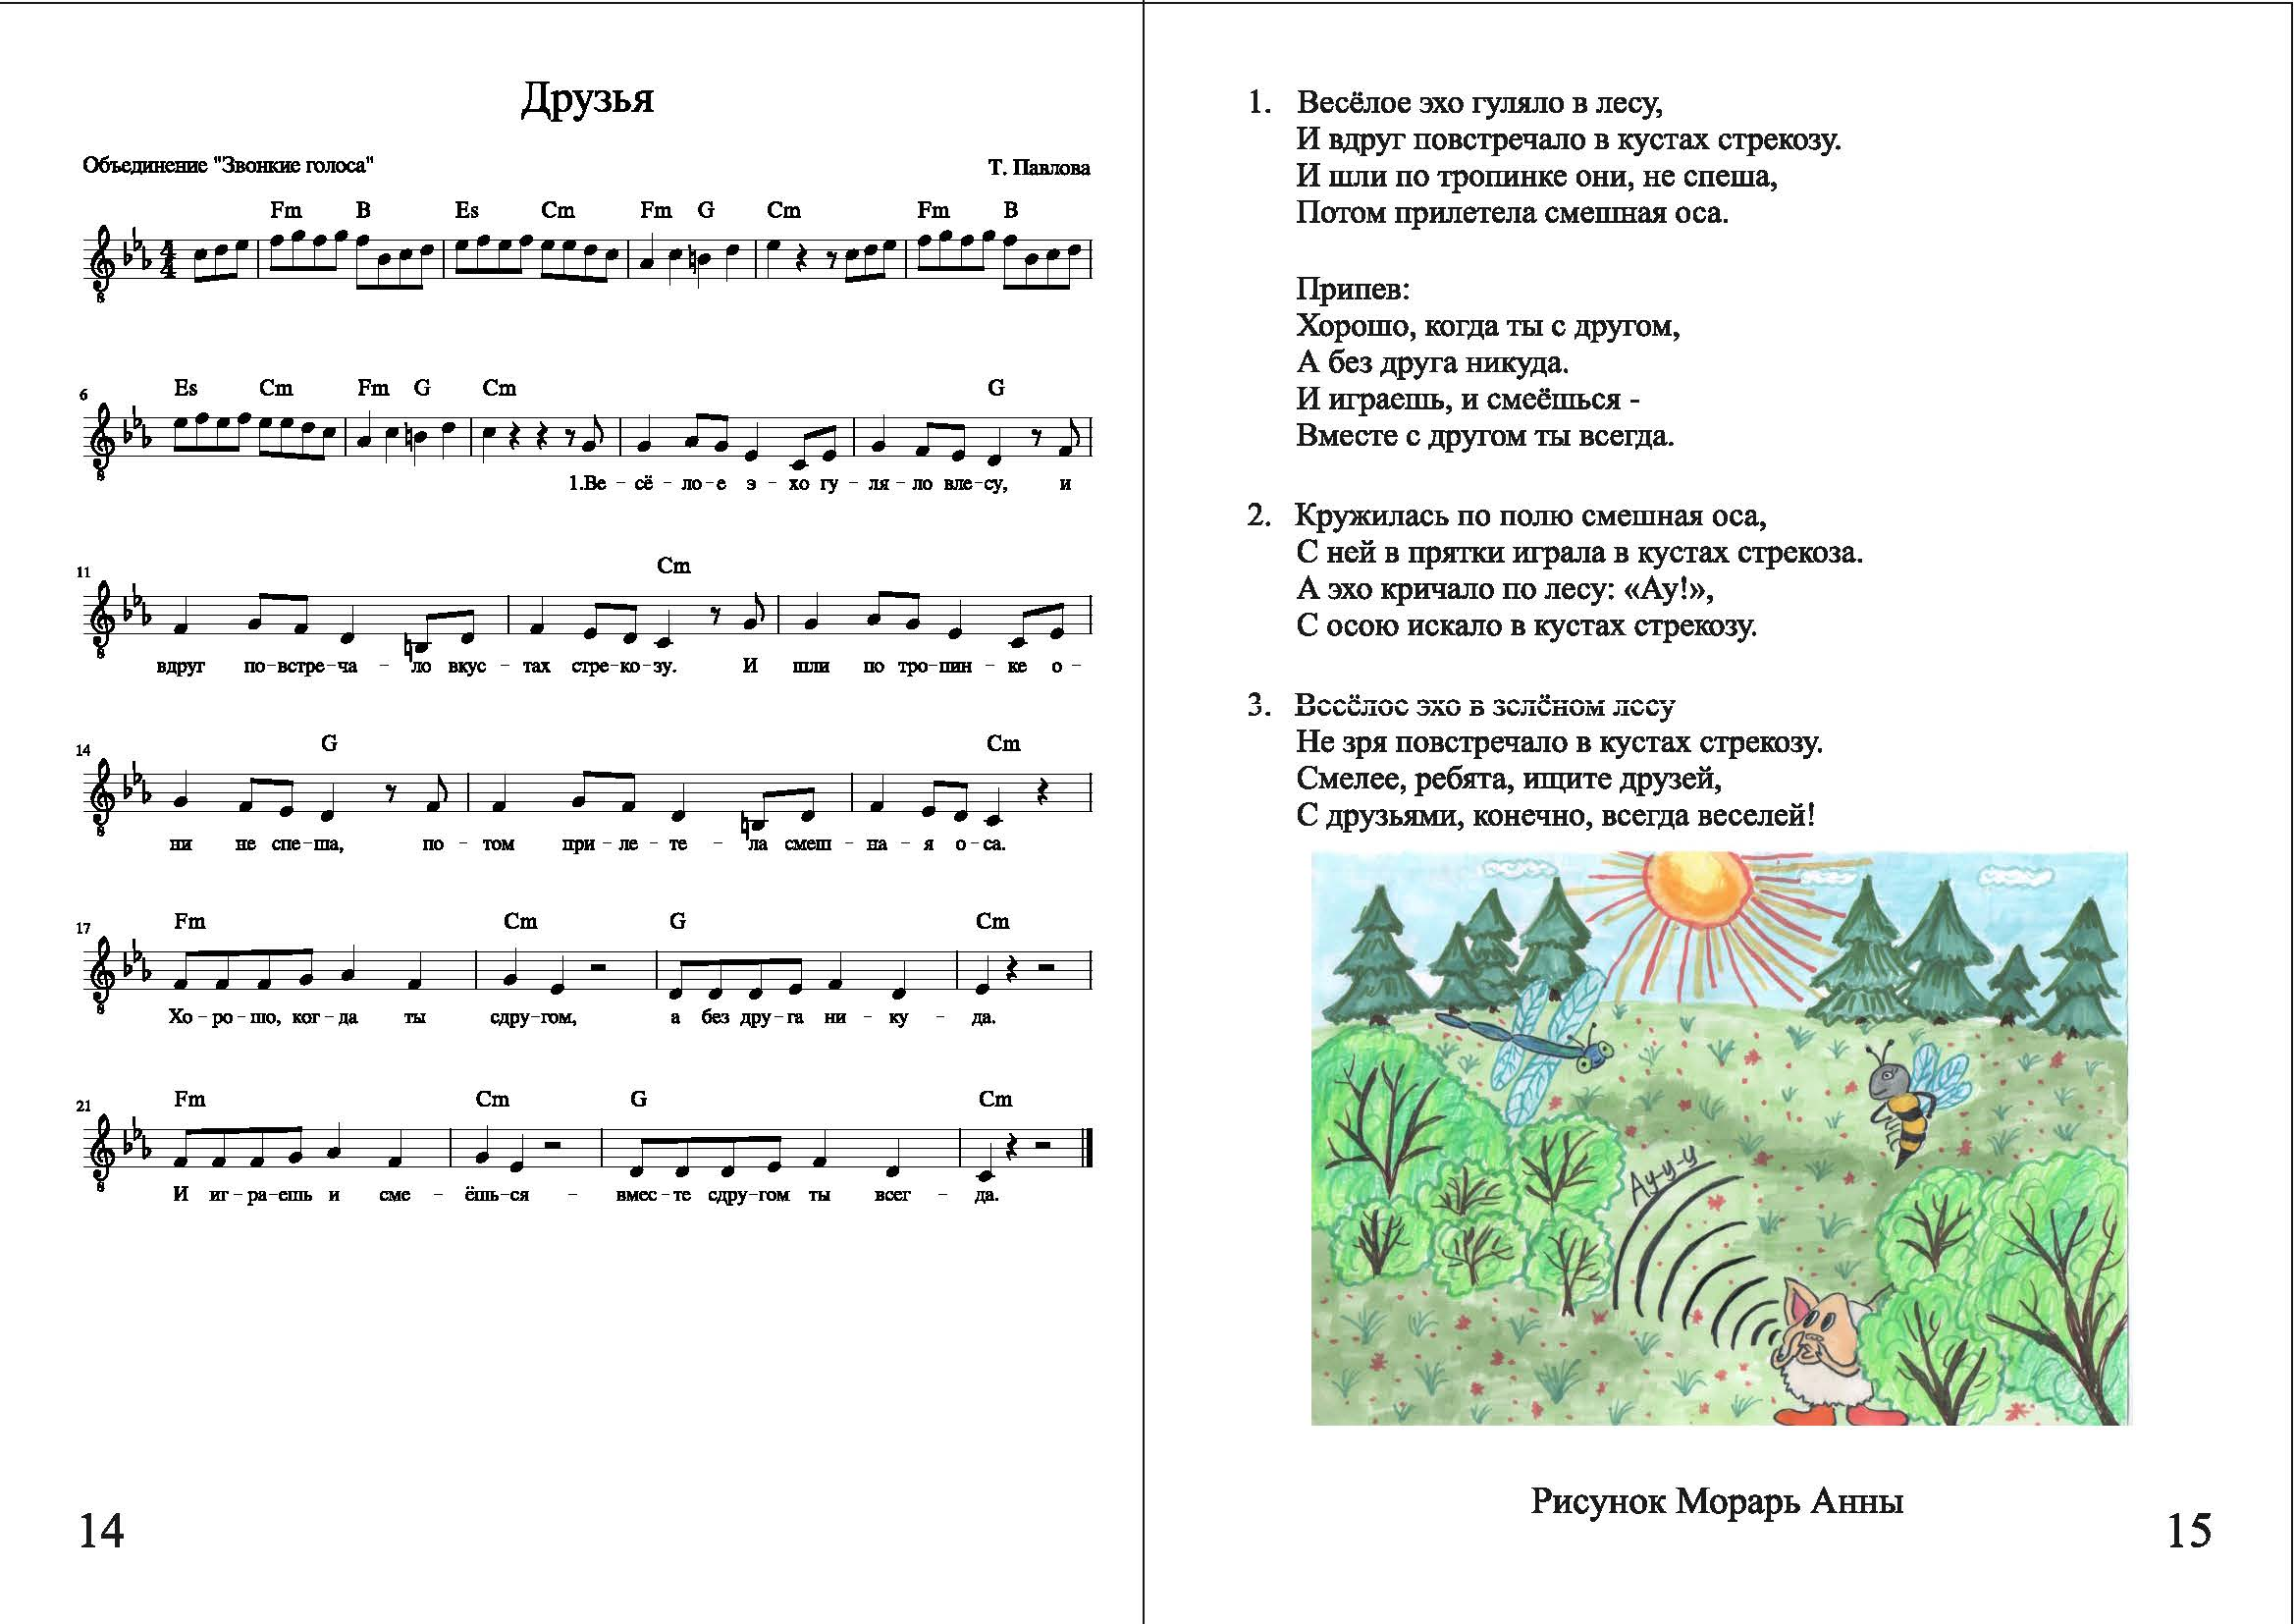 Друзья
Объединение "Звонкие голоса"
Т. Павлова
Fm B Es Cm Fm G Cm Fm B
6
Es Cm Fm G Cm G
1.Ве - сё - ло - е э - хо гу - ля - ло вле - су, и
11
Cm
вдруг по - встре - ча - ло вкус - тах стре - ко - зу. И шли по тро - пин - ке о -
14
G Cm
ни не спе - ша, по - том при - ле - те - ла смеш - на - я о - са.
17
Fm Cm G Cm
Хо - ро - шо, ког - да ты сдру - гом, а без дру - га ни - ку - да.
21
Fm Cm G Cm
И иг - ра - ешь и сме - ёшь - ся - вмес - те сдру - гом ты всег - да.
14
1. Весёлое эхо гуляло в лесу,
И вдруг повстречало в кустах стрекозу.
И шли по тропинке они, не спеша,
Потом прилетела смешная оса.
Припев:
Хорошо, когда ты с другом,
А без друга никуда.
И играешь, и смеёшься -
Вместе с другом ты всегда.
2. Кружилась по полю смешная оса,
С ней в прятки играла в кустах стрекоза.
А эхо кричало по лесу: «Ау!»,
С осою искало в кустах стрекозу.
3. Весёлое эхо в зелёном лесу
Не зря повстречало в кустах стрекозу.
Смелее, ребята, ищите друзей,
С друзьями, конечно, всегда веселей!
Ау-у-у
Рисунок Морарь Анны
15